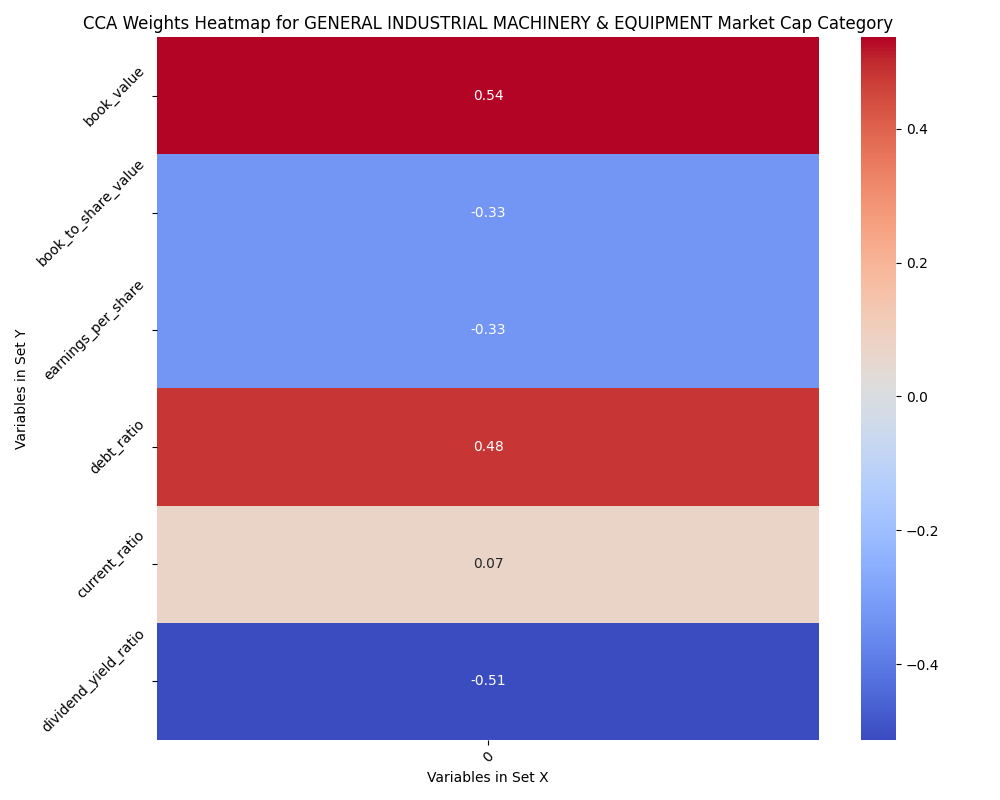 CCA Weights Heatmap for GENERAL INDUSTRIAL MACHINERY & EQUIPMENT Market Cap Category
Variables in Set Y
book_value
0.54
book_to_share_value
-0.33
earnings_per_share
-0.33
debt_ratio
0.48
current_ratio
0.07
dividend_yield_ratio
-0.51
0
Variables in Set X
0.4
0.2
0.0
−0.2
−0.4